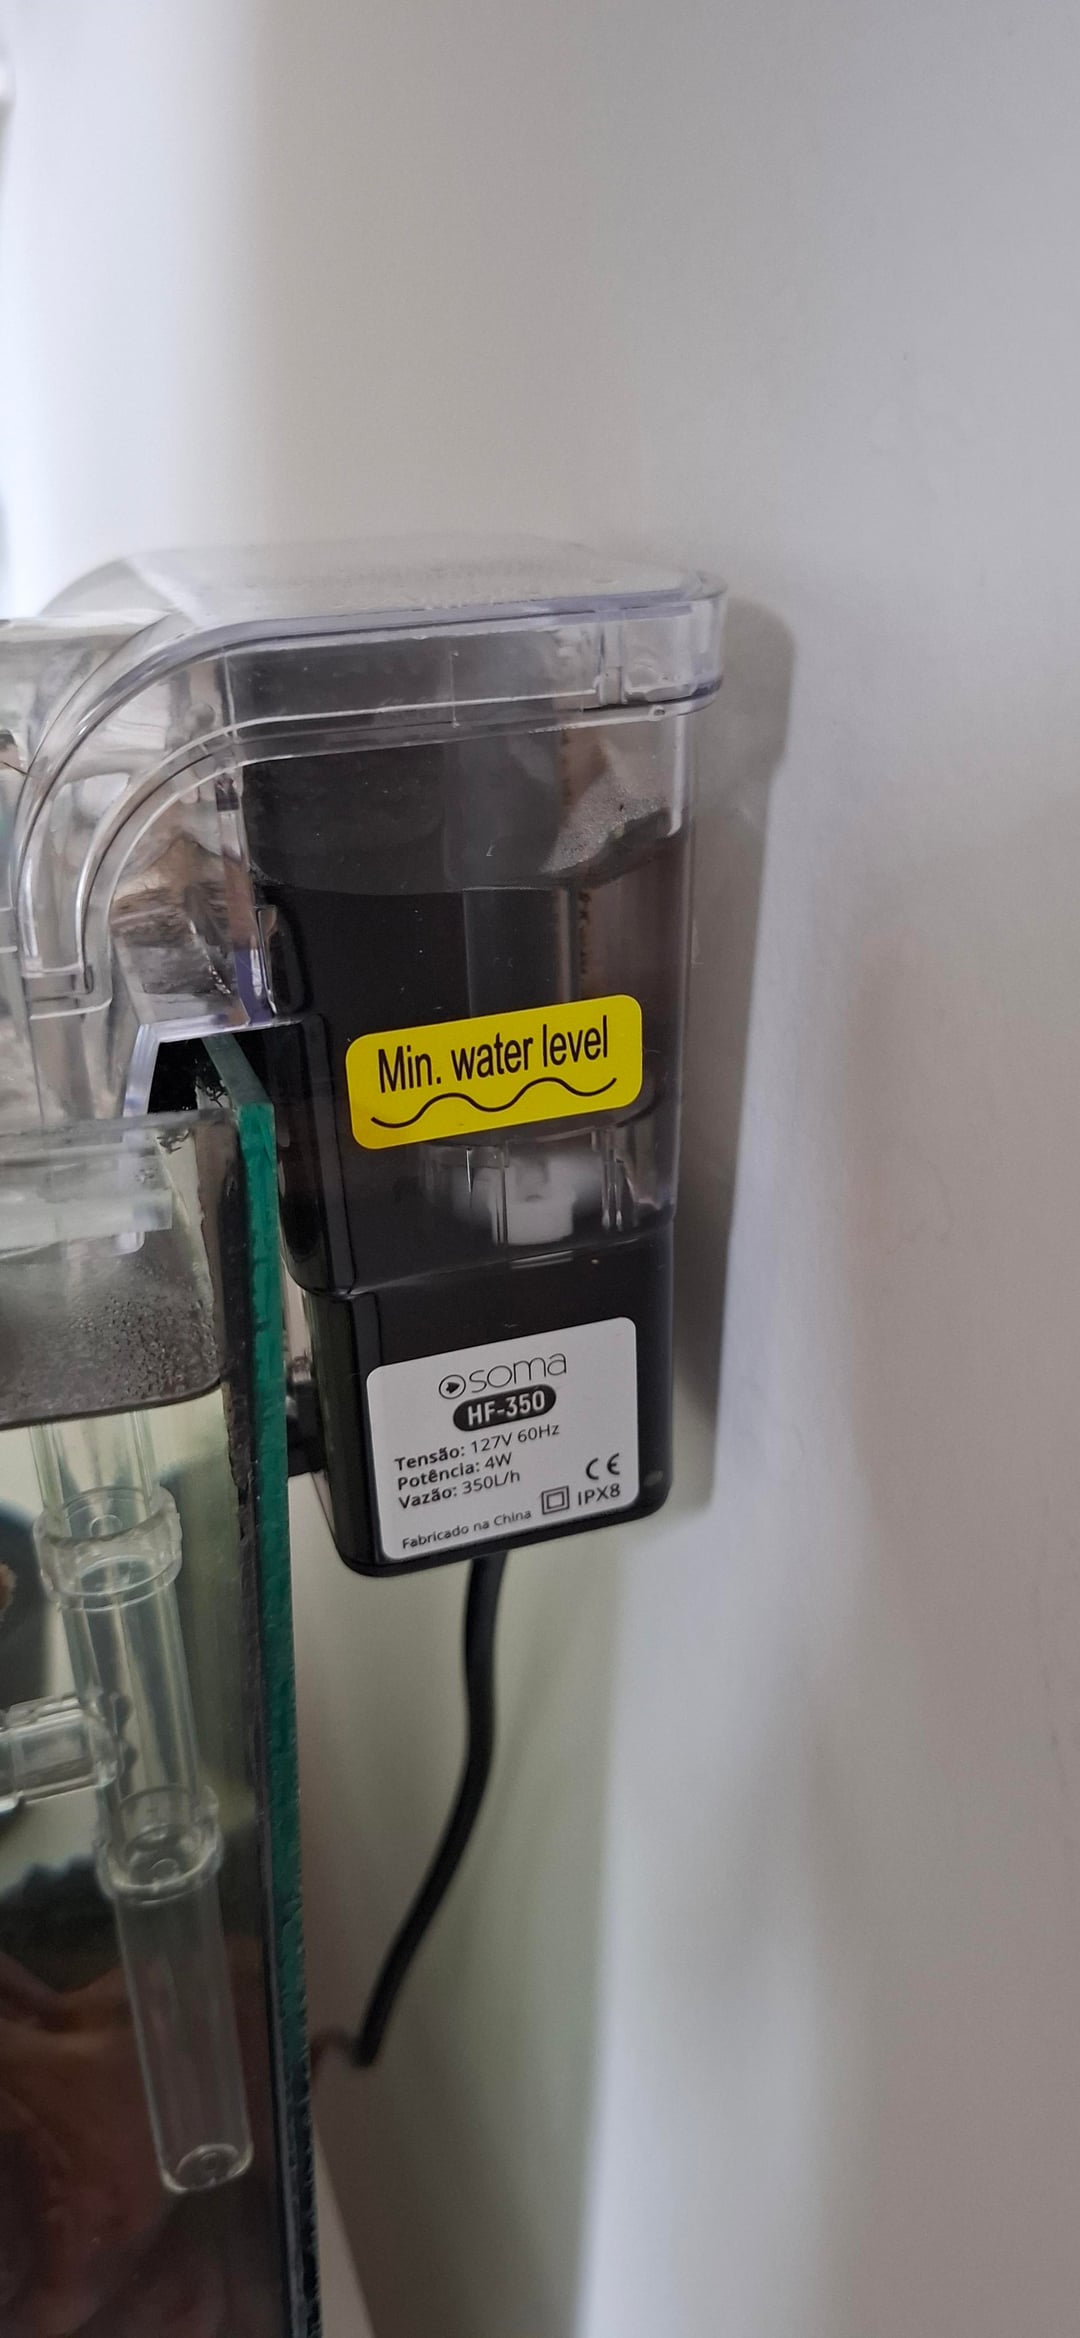 Min. water level
soma
HF-350
Tensão: 127V 60Hz
Potência: 4W
Vazão: 350L/h
CE
IPX8
Fabricado na China